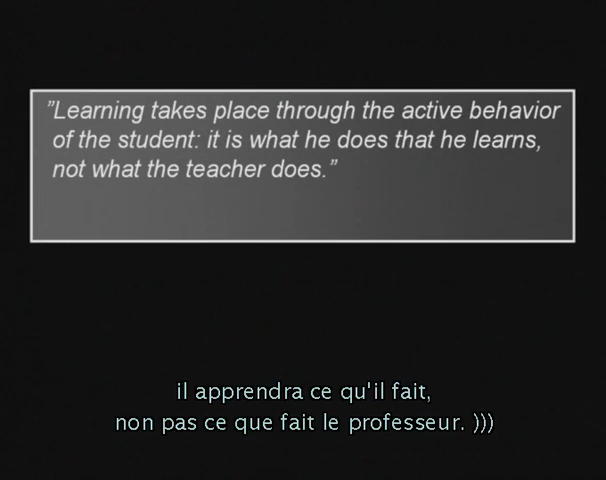 ”Learning takes place through the active behavior
of the student: it is what he does that he learns,
not what the teacher does.”
il apprendra ce qu'il fait,
non pas ce que fait le professeur. )))